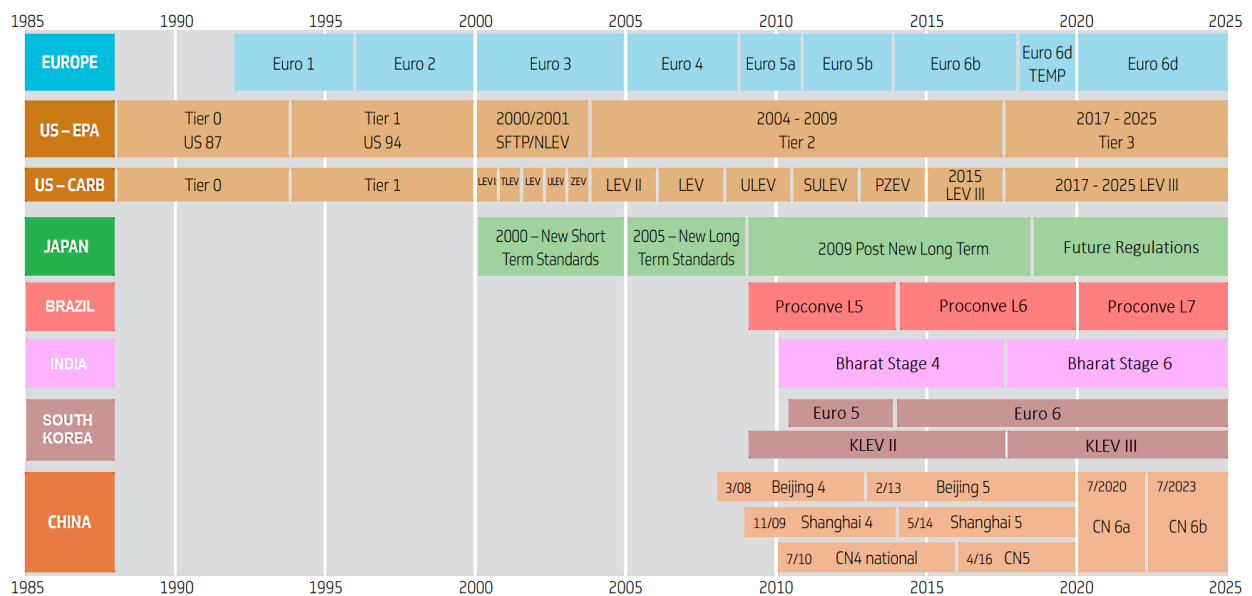 1985 1990 1995 2000 2005 2010 2015 2020 2025
EUROPE Euro 1 Euro 2 Euro 3 Euro 4 Euro 5a Euro 5b Euro 6b Euro 6d Euro 6d
TEMP
US – EPA Tier 0 Tier 1 2000/2001 2004 - 2009 2017 - 2025
US 87 US 94 SFTP/NLEV Tier 2 Tier 3
US – CARB Tier 0 Tier 1 LEV I TLEV LEV ULEV ZEV LEV II LEV ULEV SULEV PZEV 2015 2017 - 2025 LEV III
LEV III
JAPAN 2000 – New Short 2005 – New Long 2009 Post New Long Term Future Regulations
Term Standards Term Standards
BRAZIL Proconve L5 Proconve L6 Proconve L7
INDIA Bharat Stage 4 Bharat Stage 6
SOUTH Euro 5 Euro 6
KOREA KLEV II KLEV III
3/08 Beijing 4 2/13 Beijing 5 7/2020 7/2023
CHINA 11/09 Shanghai 4 5/14 Shanghai 5 CN 6a CN 6b
7/10 CN4 national 4/16 CN5
1985 1990 1995 2000 2005 2010 2015 2020 2025